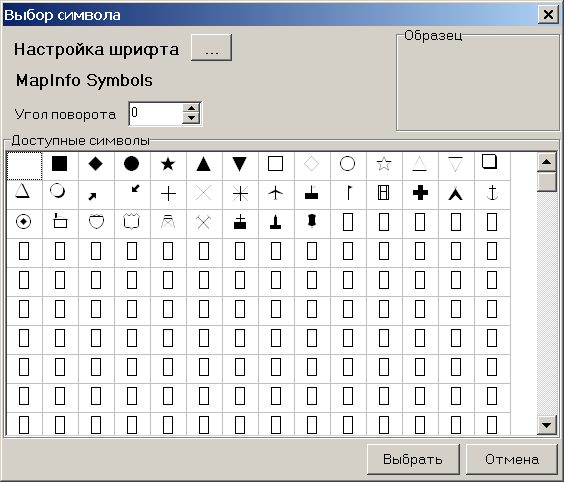 Выбор символа
Настройка шрифта ...
Образец
MapInfo Symbols
Угол поворота 0
Доступные символы
Выбрать Отмена